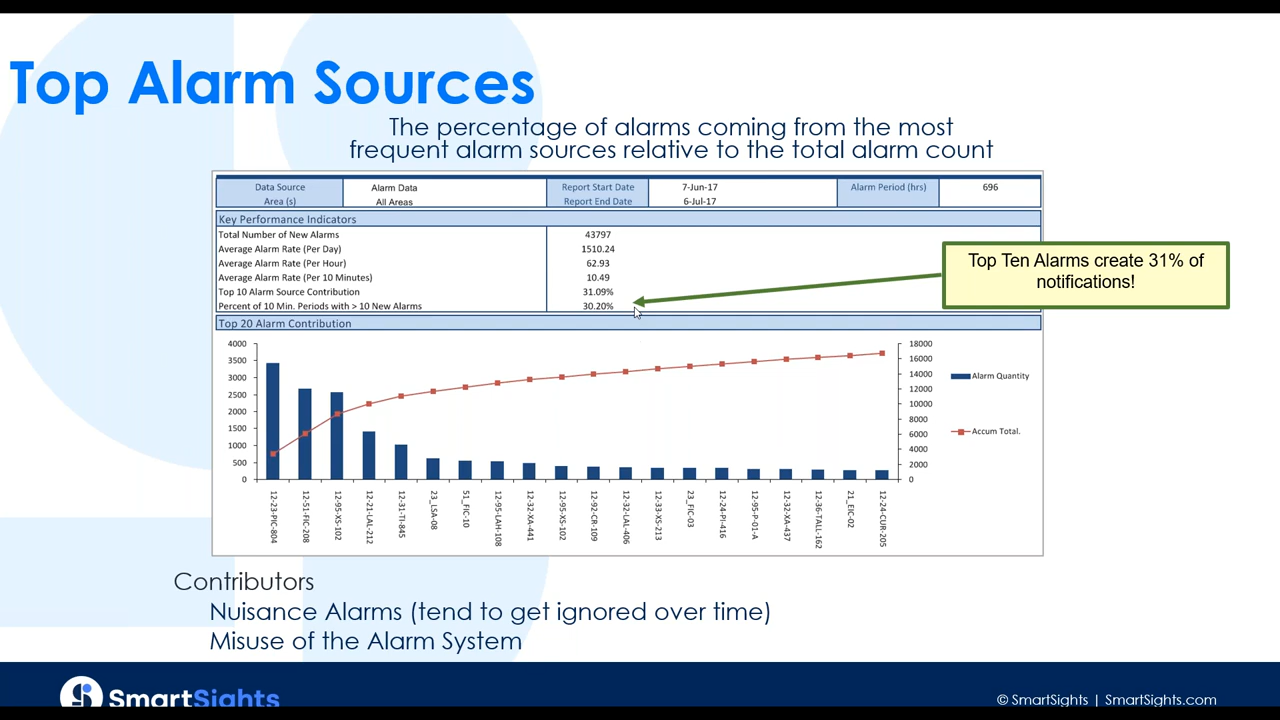 Top Alarm Sources
The percentage of alarms coming from the most
frequent alarm sources relative to the total alarm count
Data Source Alarm Data Report Start Date 7-Jun-17 Alarm Period (hrs) 696
Area (s) All Areas Report End Date 6-Jul-17
Key Performance Indicators
Total Number of New Alarms 43797
Average Alarm Rate (Per Day) 1510.24
Average Alarm Rate (Per Hour) 62.93
Average Alarm Rate (Per 10 Minutes) 10.49
Top 10 Alarm Source Contribution 31.09%
Percent of 10 Min. Periods with > 10 New Alarms 30.20%
Top Ten Alarms create 31% of
notifications!
Top 20 Alarm Contribution
4000
3500
3000
2500
2000
1500
1000
500
0
18000
16000
14000
12000
10000
8000
6000
4000
2000
0
Alarm Quantity
Accum Total.
12-23-PIC-804
12-51-FIC-208
12-95-XS-102
12-21-LAL-212
12-31-TI-845
23_LSA-08
51_FIC-10
12-95-LAH-108
12-32-XA-441
12-95-XS-102
12-92-CR-109
12-32-LAL-406
12-33-XS-213
23_FIC-03
12-24-PI-416
12-95-P-01-A
12-32-XA-437
12-36-TALL-162
21_EIC-02
12-24-CUR-205
Contributors
Nuisance Alarms (tend to get ignored over time)
Misuse of the Alarm System
SmartSights
© SmartSights | SmartSights.com